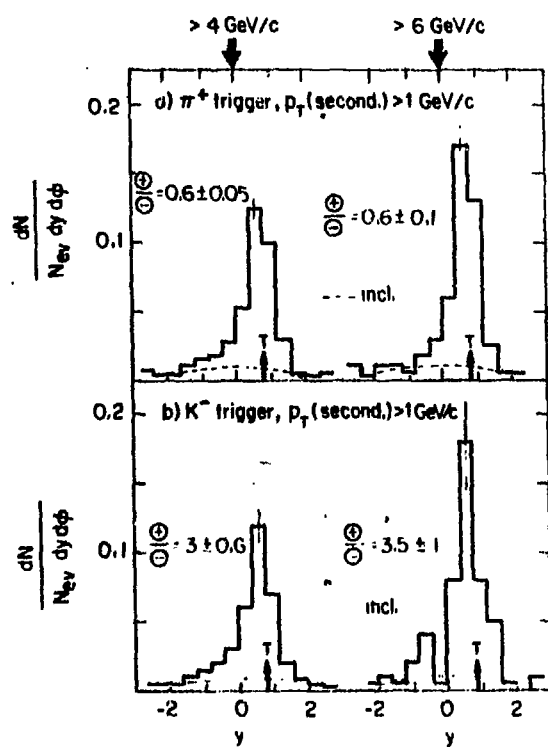 > 4 GeV/c
> 6 GeV/c
0.2
a) π⁺ trigger, p_T (second.) > 1 GeV/c
⊕/⊖ = 0.6 ± 0.05
⊕/⊖ = 0.6 ± 0.1
dN
N_ev dy dϕ
0.1
--- incl.
T
T
0.2
b) K⁻ trigger, p_T (second.) > 1 GeV/c
⊕/⊖ = 3 ± 0.6
⊕/⊖ = 3.5 ± 1
dN
N_ev dy dϕ
0.1
incl.
T
T
-2 0 2 -2 0 2
y y